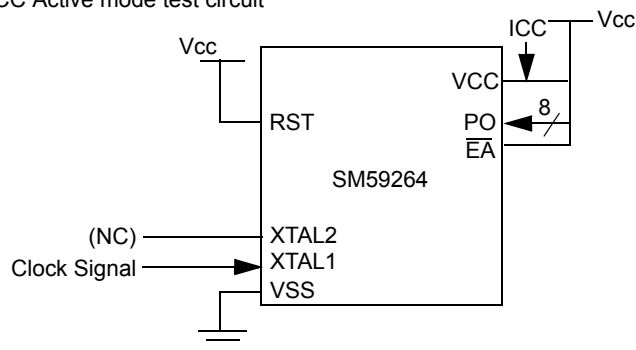 CC Active mode test circuit
ICC
Vcc
Vcc
VCC
RST
8
PO
EA
SM59264
(NC)
XTAL2
Clock Signal
XTAL1
VSS